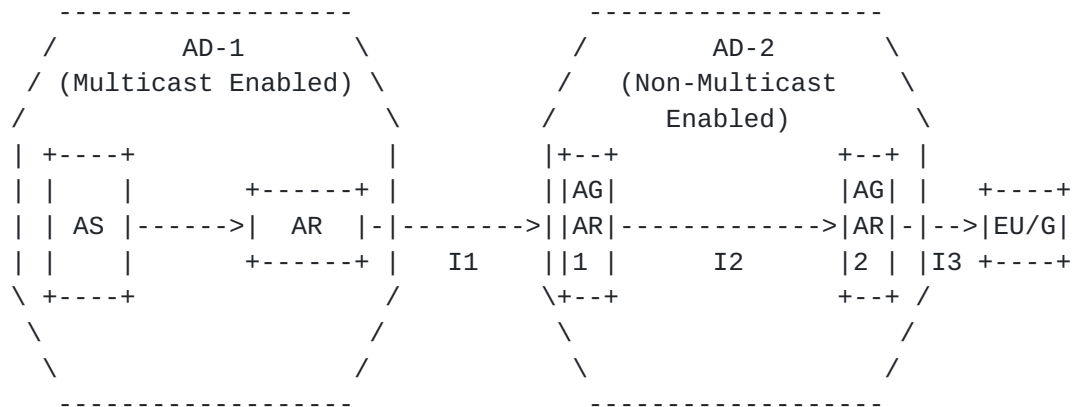 AD-1 AD-2
(Multicast Enabled) (Non-Multicast
Enabled)
AG AG
AS AR AR AR EU/G
I1 1 I2 2 I3